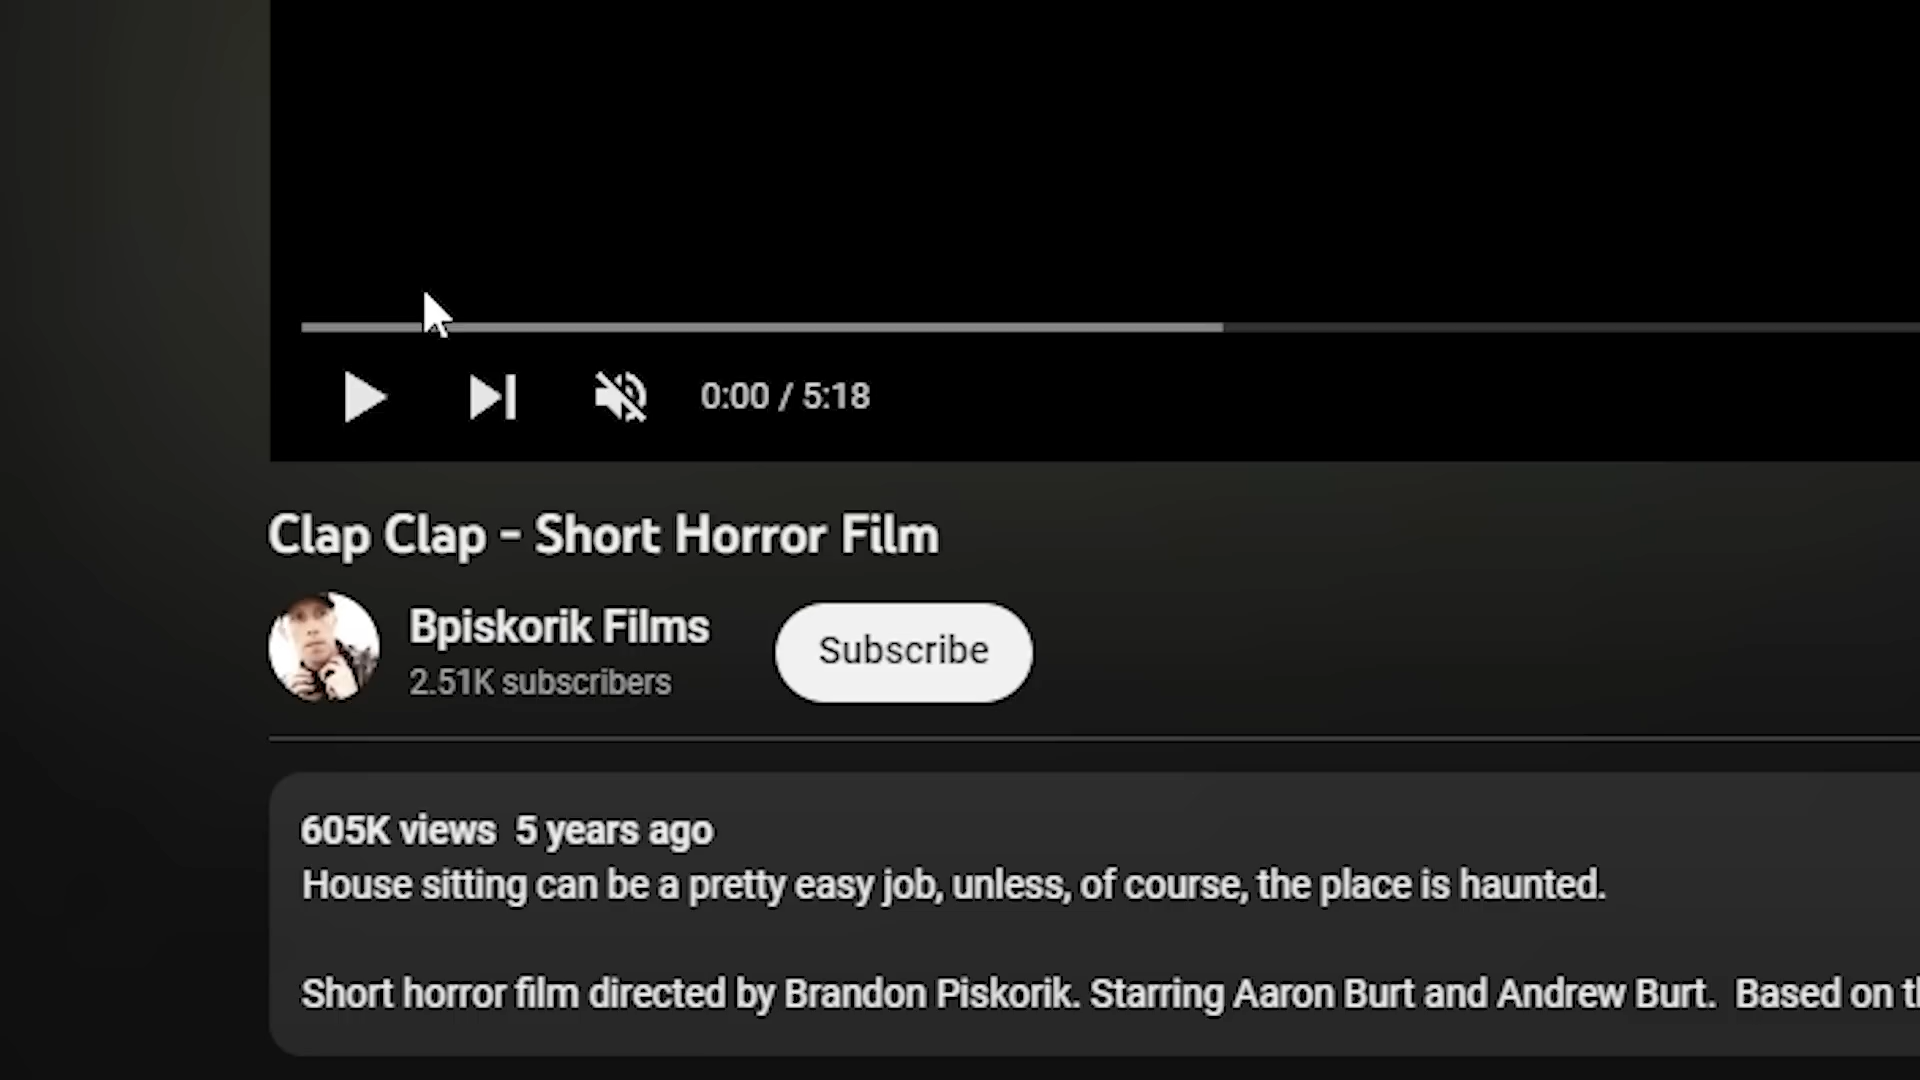 0:00 / 5:18
Clap Clap - Short Horror Film
Bpiskorik Films
Subscribe
2.51K subscribers
605K views 5 years ago
House sitting can be a pretty easy job, unless, of course, the place is haunted.
Short horror film directed by Brandon Piskorik. Starring Aaron Burt and Andrew Burt. Based on